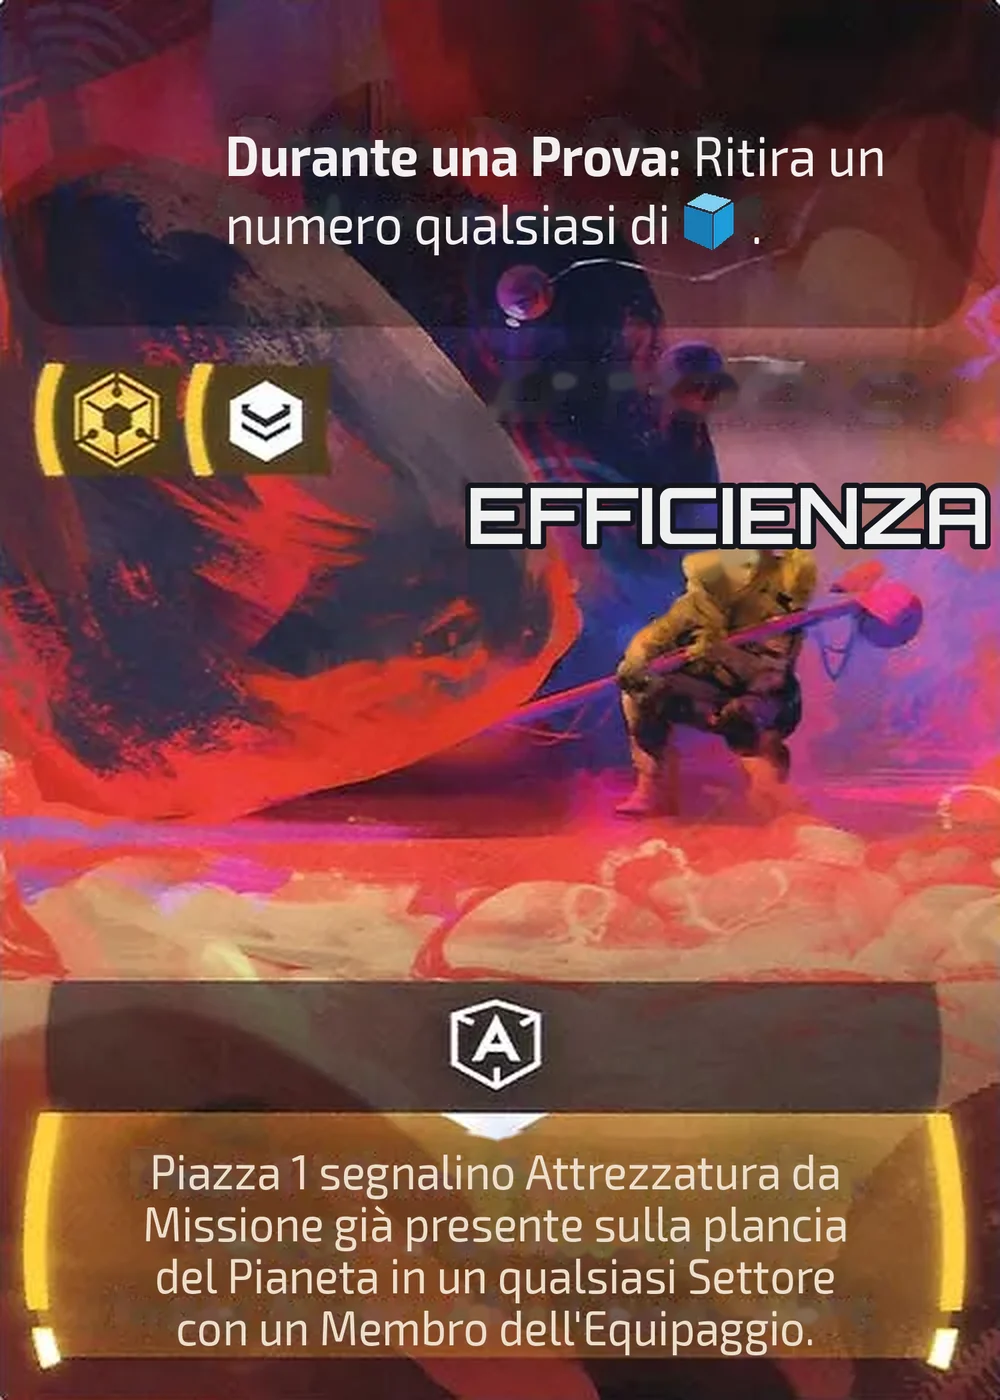 Durante una Prova: Ritira un
numero qualsiasi di .
EFFICIENZA
A
Piazza 1 segnalino Attrezzatura da
Missione già presente sulla plancia
del Pianeta in un qualsiasi Settore
con un Membro dell'Equipaggio.